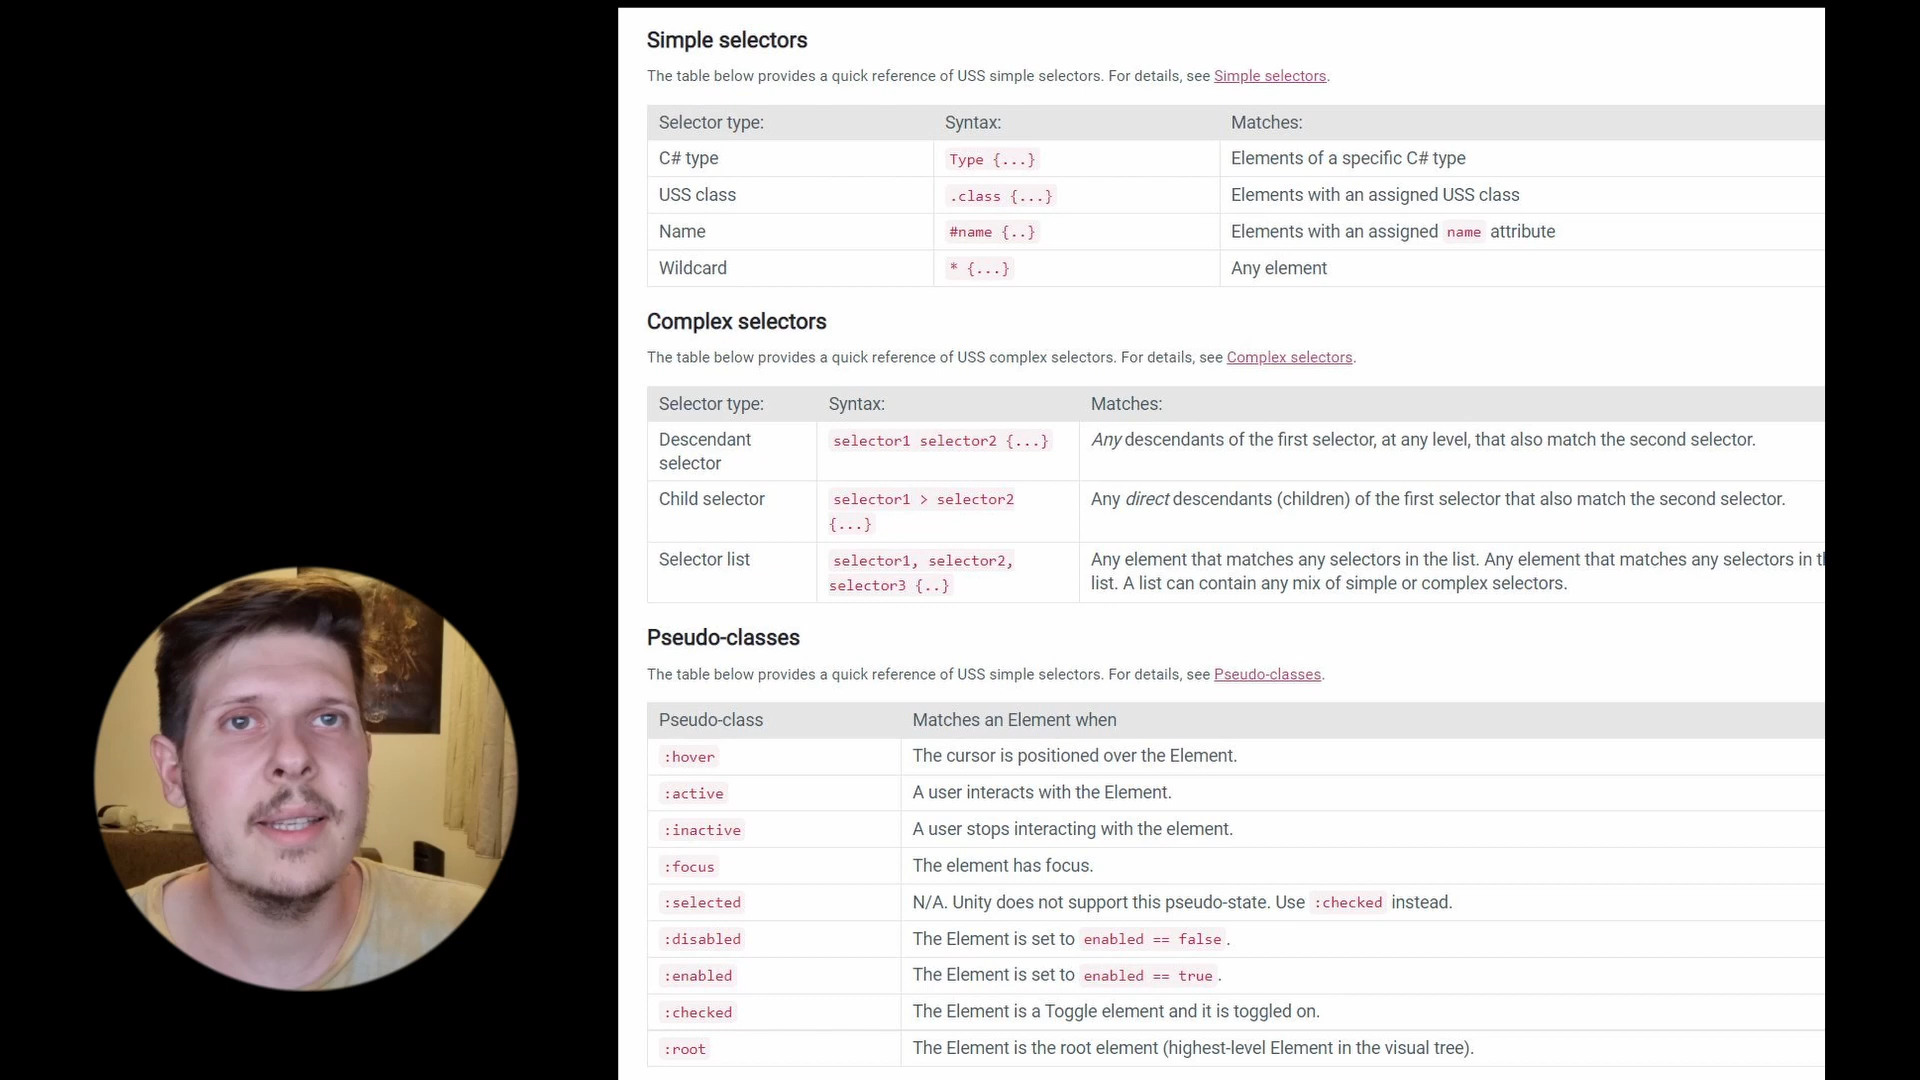 Simple selectors
The table below provides a quick reference of USS simple selectors. For details, see Simple selectors.
Selector type: Syntax: Matches:
C# type Type {...} Elements of a specific C# type
USS class .class {...} Elements with an assigned USS class
Name #name {..} Elements with an assigned name attribute
Wildcard * {...} Any element
Complex selectors
The table below provides a quick reference of USS complex selectors. For details, see Complex selectors.
Selector type: Syntax: Matches:
Descendant selector1 selector2 {...} Any descendants of the first selector, at any level, that also match the second selector.
selector
Child selector selector1 > selector2 Any direct descendants (children) of the first selector that also match the second selector.
{...}
Selector list selector1, selector2, Any element that matches any selectors in the list. Any element that matches any selectors in
selector3 {..} list. A list can contain any mix of simple or complex selectors.
Pseudo-classes
The table below provides a quick reference of USS simple selectors. For details, see Pseudo-classes.
Pseudo-class Matches an Element when
:hover The cursor is positioned over the Element.
:active A user interacts with the Element.
:inactive A user stops interacting with the element.
:focus The element has focus.
:selected N/A. Unity does not support this pseudo-state. Use :checked instead.
:disabled The Element is set to enabled == false .
:enabled The Element is set to enabled == true .
:checked The Element is a Toggle element and it is toggled on.
:root The Element is the root element (highest-level Element in the visual tree).